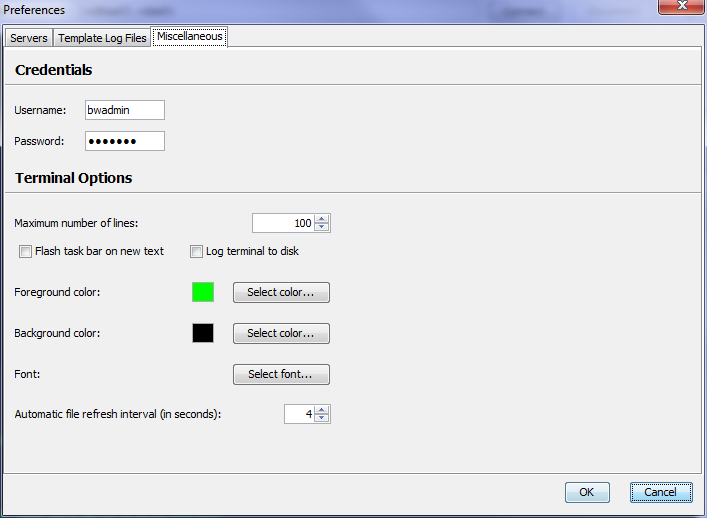 Preferences
Servers Template Log Files Miscellaneous
Credentials
Username: bwadmin
Password: •••••••
Terminal Options
Maximum number of lines: 100
Flash task bar on new text Log terminal to disk
Foreground color: Select color...
Background color: Select color...
Font: Select font...
Automatic file refresh interval (in seconds): 4
OK Cancel